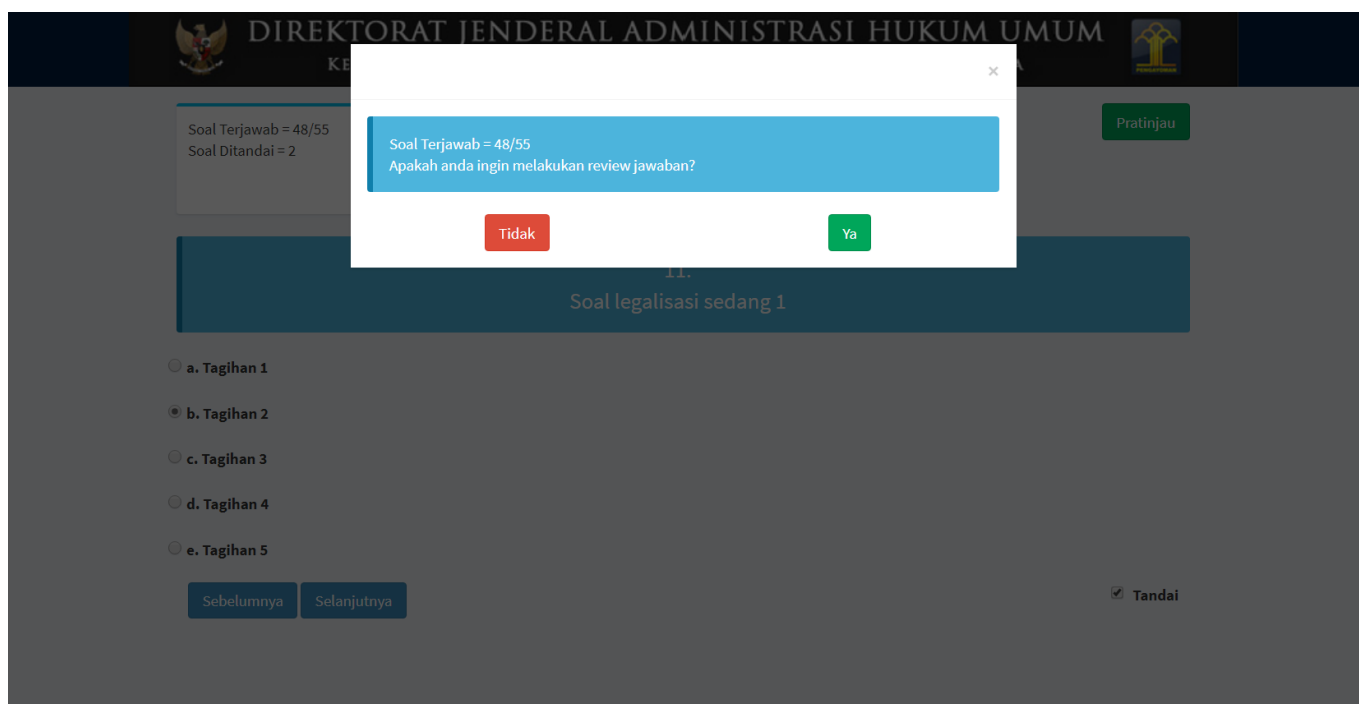 DIREKTORAT JENDERAL ADMINISTRASI HUKUM UMUM
KE
A
PENGAYOMAN
×
Soal Terjawab = 48/55
Soal Ditandai = 2
Pratinjau
Soal Terjawab = 48/55
Apakah anda ingin melakukan review jawaban?
Tidak
Ya
11.
Soal legalisasi sedang 1
a. Tagihan 1
b. Tagihan 2
c. Tagihan 3
d. Tagihan 4
e. Tagihan 5
Sebelumnya
Selanjutnya
Tandai